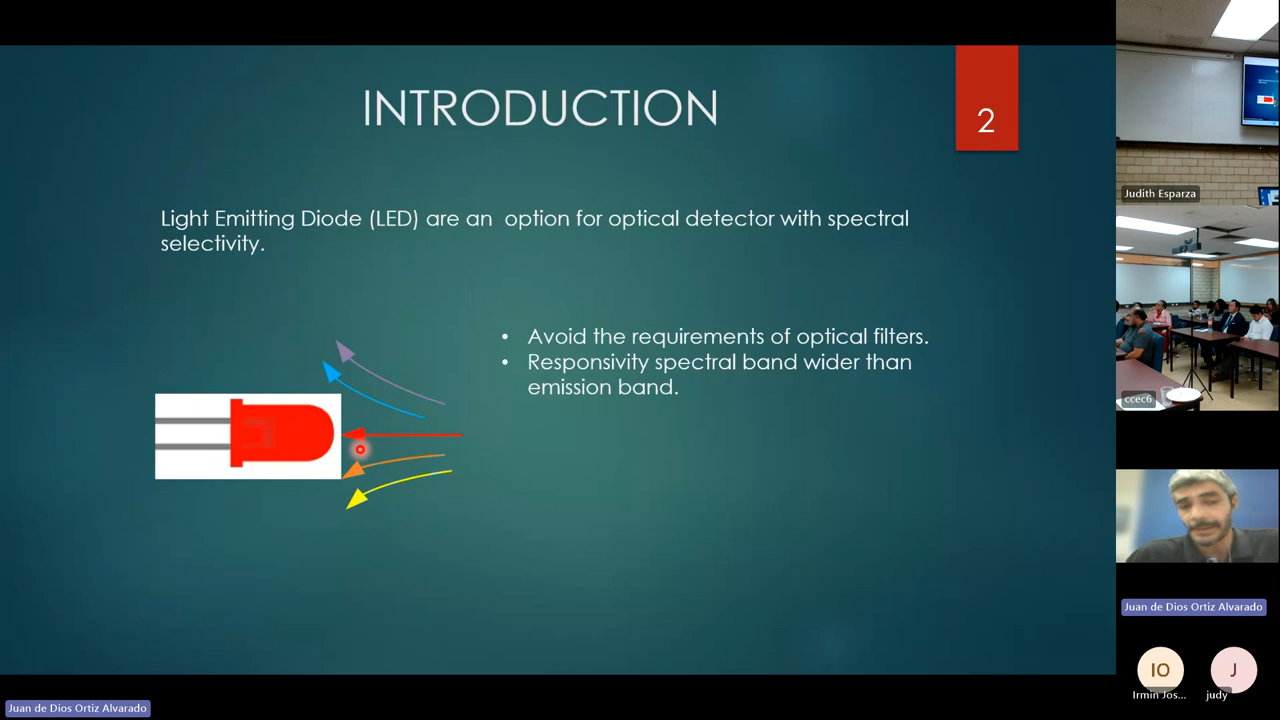 INTRODUCTION
2
Light Emitting Diode (LED) are an option for optical detector with spectral
selectivity.
• Avoid the requirements of optical filters.
• Responsivity spectral band wider than
emission band.
Judith Esparza
ccec6
Juan de Dios Ortiz Alvarado
IO
J
Irmin Jos...
judy
Juan de Dios Ortiz Alvarado